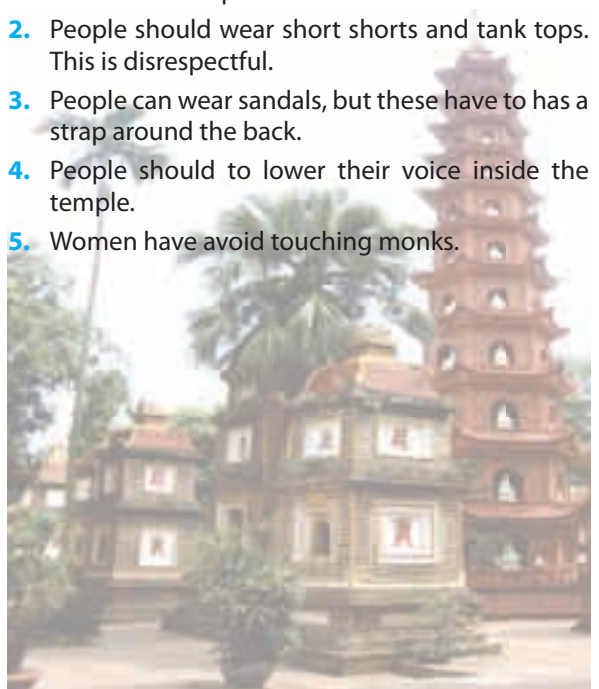 2. People should wear short shorts and tank tops.
This is disrespectful.
3. People can wear sandals, but these have to has a
strap around the back.
4. People should to lower their voice inside the
temple.
5. Women have avoid touching monks.